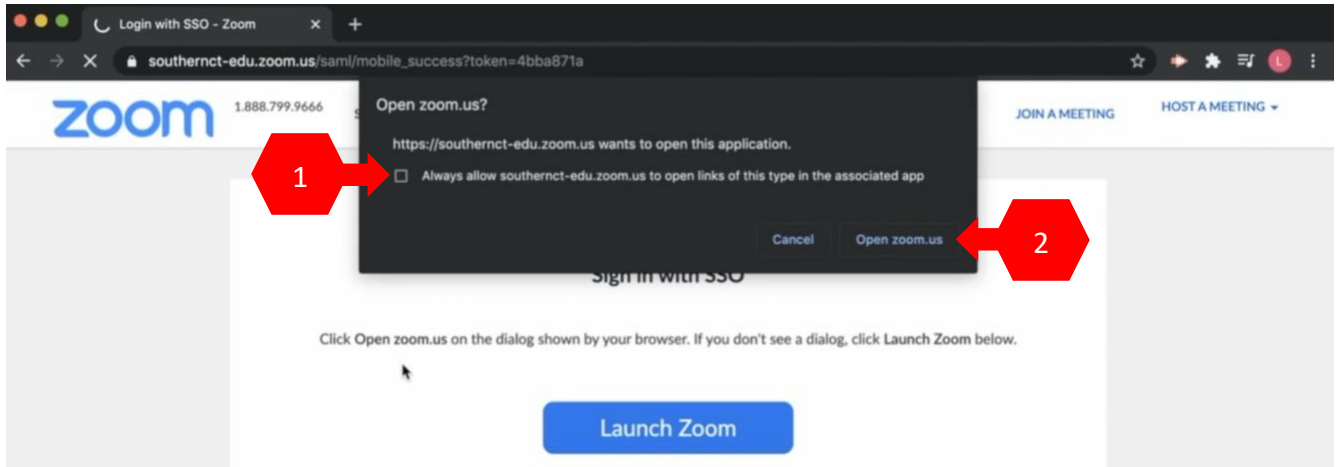 Login with SSO - Zoom
southernct-edu.zoom.us/saml/mobile_success?token=4bba871a
L
zoom
1.888.799.9666
JOIN A MEETING
HOST A MEETING
Open zoom.us?
https://southernct-edu.zoom.us wants to open this application.
1
Always allow southernct-edu.zoom.us to open links of this type in the associated app
Cancel
Open zoom.us
2
Sign in with SSO
Click Open zoom.us on the dialog shown by your browser. If you don't see a dialog, click Launch Zoom below.
Launch Zoom